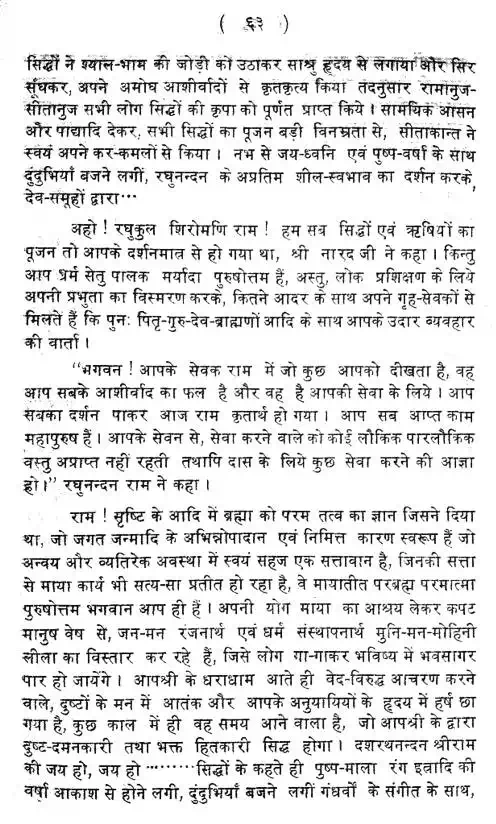 ( ६३ )
सिद्धों ने श्याल-भाम की जोड़ी को उठाकर साश्रु हृदय से लगाया और सिर
सूंघकर, अपने अमोघ आशीर्वादों से कृतकृत्य किया तदनुसार रामानुज-
सीतानुज सभी लोग सिद्धों की कृपा को पूर्णत प्राप्त किये। सामयिक आसन
और पाद्यादि देकर, सभी सिद्धों का पूजन बड़ी विनम्रता से, सीताकान्त ने
स्वयं अपने कर-कमलों से किया। नभ से जय-ध्वनि एवं पुष्प-वर्षा के साथ
दुंदुभियाँ बजने लगीं, रघुनन्दन के अप्रतिम शील-स्वभाव का दर्शन करके,
देव-समूहों द्वारा···
अहो ! रघुकुल शिरोमणि राम ! हम सब सिद्धों एवं ऋषियों का
पूजन तो आपके दर्शनमात्र से हो गया था, श्री नारद जी ने कहा। किन्तु
आप धर्म सेतु पालक मर्यादा पुरुषोत्तम हैं, अस्तु, लोक प्रशिक्षण के लिये
अपनी प्रभुता का विस्मरण करके, कितने आदर के साथ अपने गृह-सेवकों से
मिलते हैं कि पुनः पितृ-गुरु-देव-ब्राह्मणों आदि के साथ आपके उदार व्यवहार
की वार्ता।
"भगवन ! आपके सेवक राम में जो कुछ आपको दीखता है, वह
आप सबके आशीर्वाद का फल है और वह है आपकी सेवा के लिये। आप
सबका दर्शन पाकर आज राम कृतार्थ हो गया। आप सब आप्त काम
महापुरुष हैं। आपके सेवन से, सेवा करने वाले को कोई लौकिक पारलौकिक
वस्तु अप्राप्त नहीं रहती तथापि दास के लिये कुछ सेवा करने की आज्ञा
हो।" रघुनन्दन राम ने कहा।
राम ! सृष्टि के आदि में ब्रह्मा को परम तत्व का ज्ञान जिसने दिया
था, जो जगत जन्मादि के अभिन्नोपादान एवं निमित्त कारण स्वरूप हैं जो
अन्वय और व्यतिरेक अवस्था में स्वयं सहज एक सत्तावान है, जिनकी सत्ता
से माया कार्य भी सत्य-सा प्रतीत हो रहा है, वे मायातीत परब्रह्म परमात्मा
पुरुषोत्तम भगवान आप ही हैं। अपनी योग माया का आश्रय लेकर कपट
मानुष वेष से, जन-मन रंजनार्थ एवं धर्म संस्थापनार्थ मुनि-मन-मोहिनी
लीला का विस्तार कर रहे हैं, जिसे लोग गा-गाकर भविष्य में भवसागर
पार हो जायेंगे। आपश्री के धराधाम आते ही वेद-विरुद्ध आचरण करने
वाले, दुष्टों के मन में आतंक और आपके अनुयायियों के हृदय में हर्ष छा
गया है, कुछ काल में ही वह समय आने वाला है, जो आपश्री के द्वारा
दुष्ट-दमनकारी तथा भक्त हितकारी सिद्ध होगा। दशरथनन्दन श्रीराम
की जय हो, जय हो ·········सिद्धों के कहते ही पुष्प-माला रंग इत्रादि की
वर्षा आकाश से होने लगी, दुंदुभियाँ बजने लगीं गंधर्वों के संगीत के साथ,